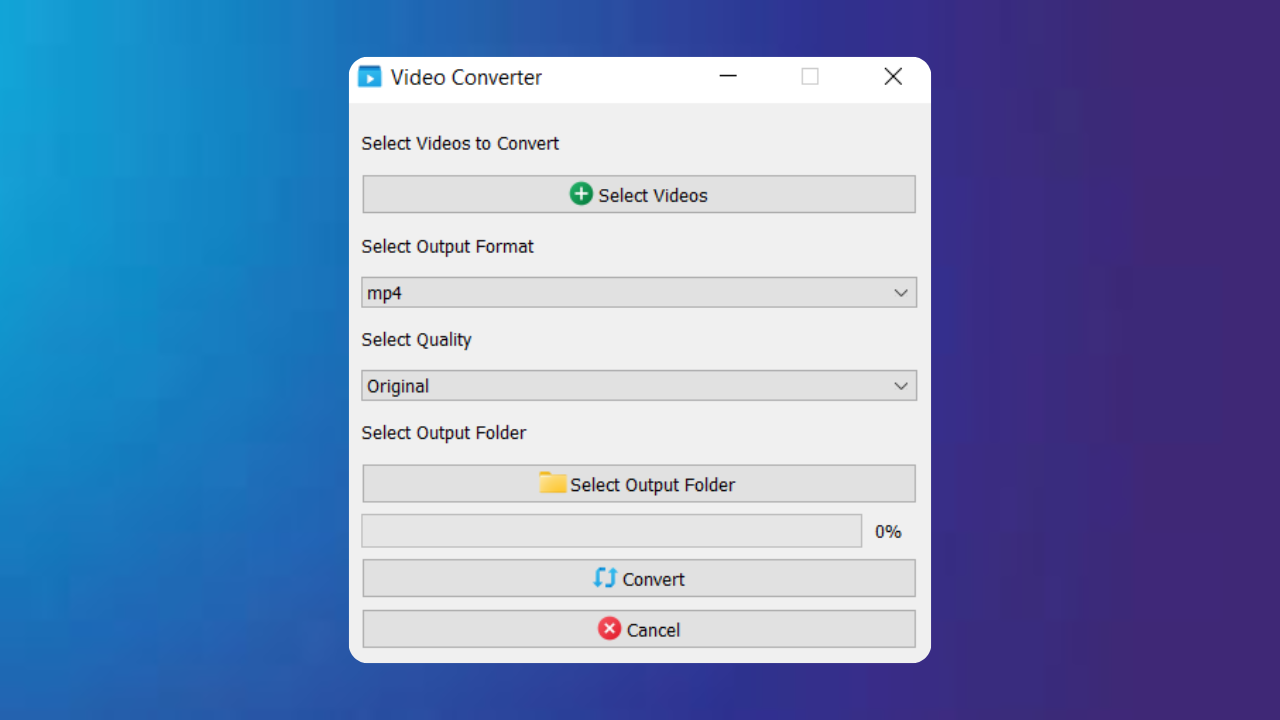 Video Converter
Select Videos to Convert
Select Videos
Select Output Format
mp4
Select Quality
Original
Select Output Folder
Select Output Folder
0%
Convert
Cancel